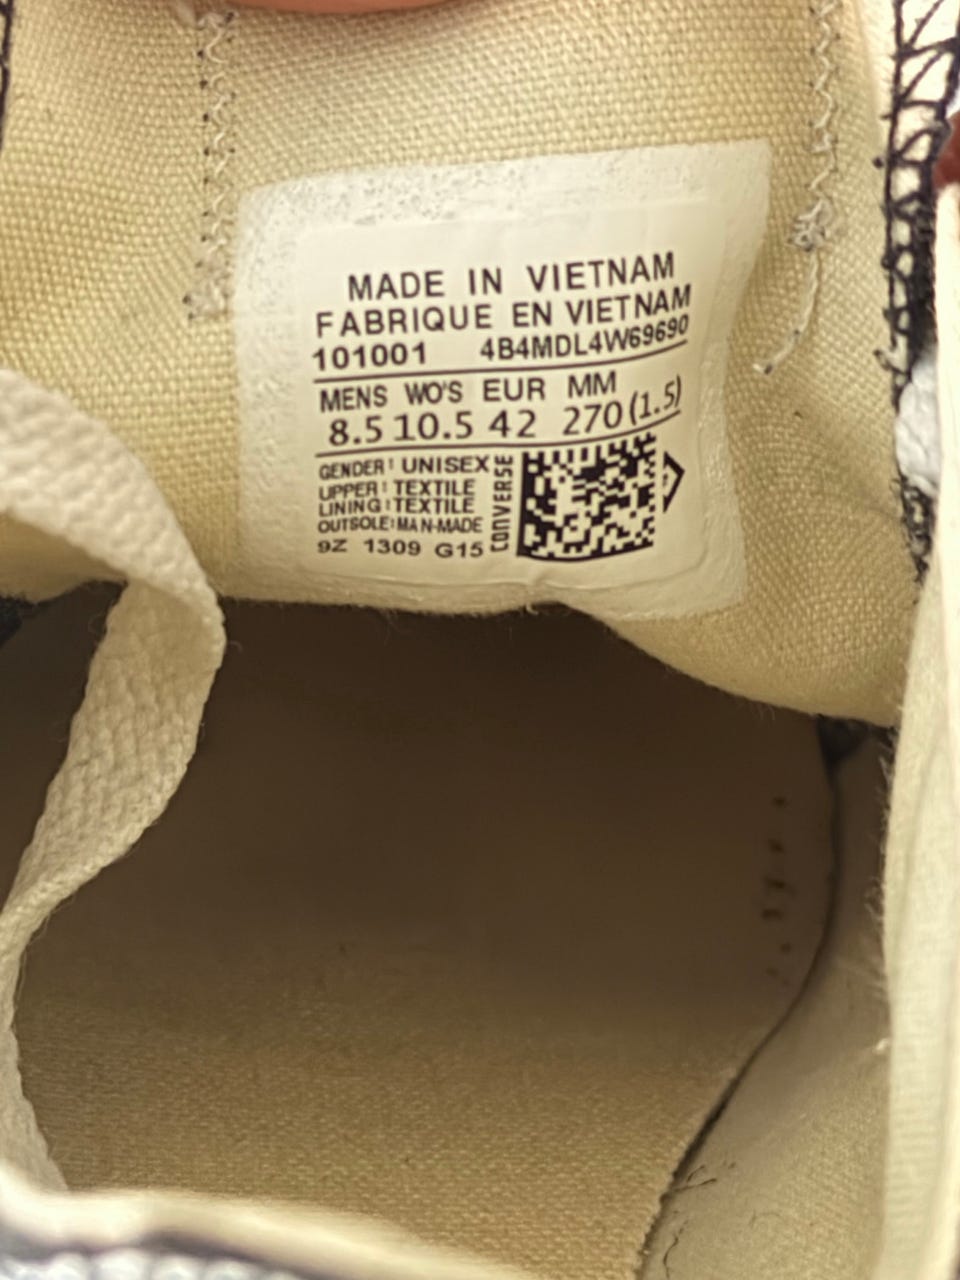 MADE IN VIETNAM
FABRIQUE EN VIETNAM
101001 4B4MDL4W69690
MENS WO'S EUR MM
8.5 10.5 42 270 (1.5)
GENDER: UNISEX
UPPER: TEXTILE
LINING: TEXTILE
OUTSOLE: MAN-MADE
9Z 1309 G15
CONVERSE